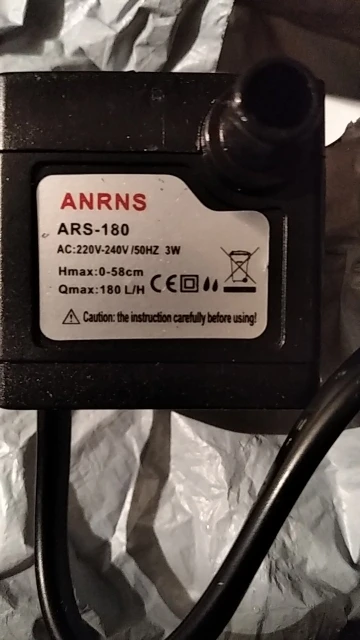 ANRNS
ARS-180
AC:220V-240V/50HZ 3W
Hmax:0-58cm
Qmax:180 L/H CE
Caution: the instruction carefully before using!